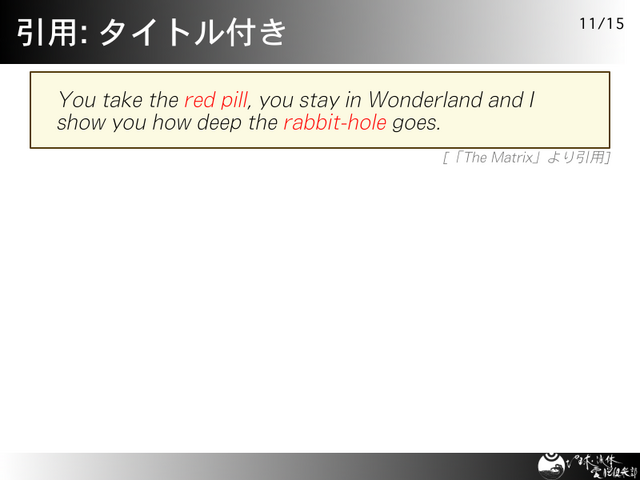 引用: タイトル付き
11/15
You take the red pill, you stay in Wonderland and I
show you how deep the rabbit-hole goes.
[「The Matrix」より引用]